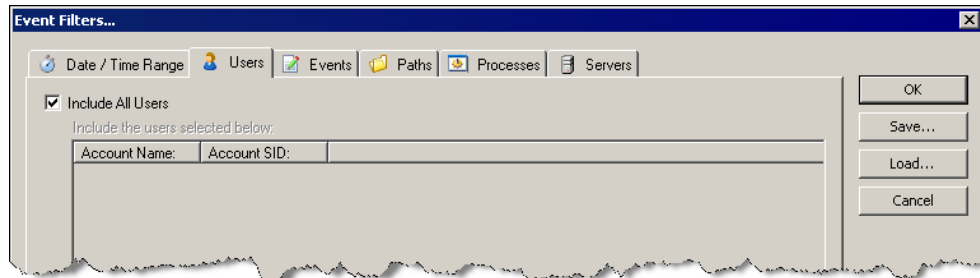 Event Filters...
Date / Time Range Users Events Paths Processes Servers
Include All Users
Include the users selected below:
Account Name: Account SID:
OK
Save...
Load...
Cancel